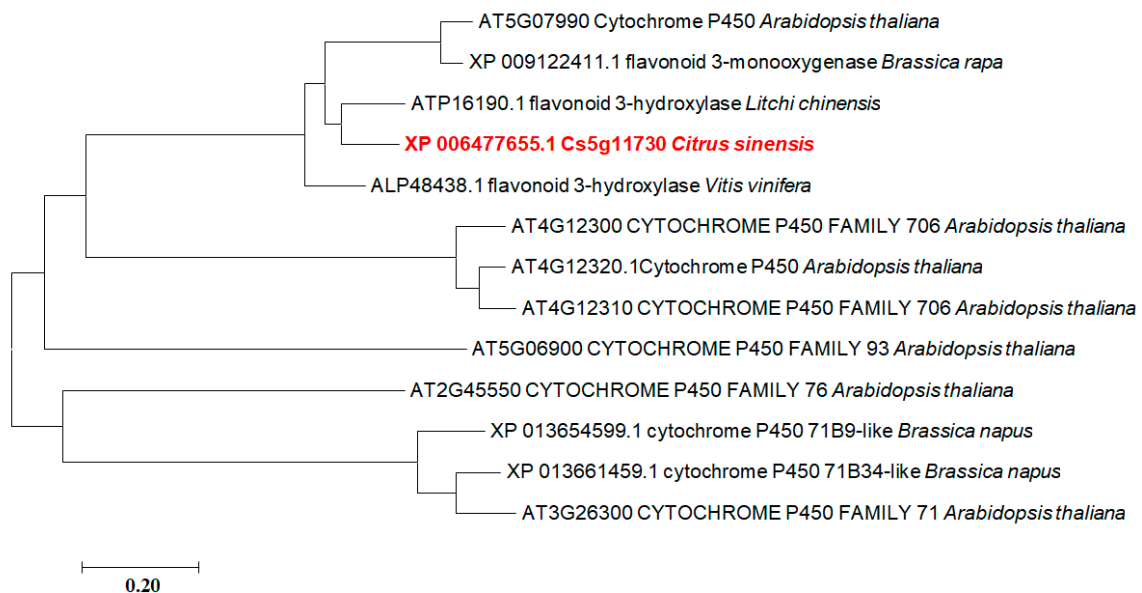 AT5G07990 Cytochrome P450 Arabidopsis thaliana
XP 009122411.1 flavonoid 3-monooxygenase Brassica rapa
ATP16190.1 flavonoid 3-hydroxylase Litchi chinensis
XP 006477655.1 Cs5g11730 Citrus sinensis
ALP48438.1 flavonoid 3-hydroxylase Vitis vinifera
AT4G12300 CYTOCHROME P450 FAMILY 706 Arabidopsis thaliana
AT4G12320.1Cytochrome P450 Arabidopsis thaliana
AT4G12310 CYTOCHROME P450 FAMILY 706 Arabidopsis thaliana
AT5G06900 CYTOCHROME P450 FAMILY 93 Arabidopsis thaliana
AT2G45550 CYTOCHROME P450 FAMILY 76 Arabidopsis thaliana
XP 013654599.1 cytochrome P450 71B9-like Brassica napus
XP 013661459.1 cytochrome P450 71B34-like Brassica napus
AT3G26300 CYTOCHROME P450 FAMILY 71 Arabidopsis thaliana
0.20